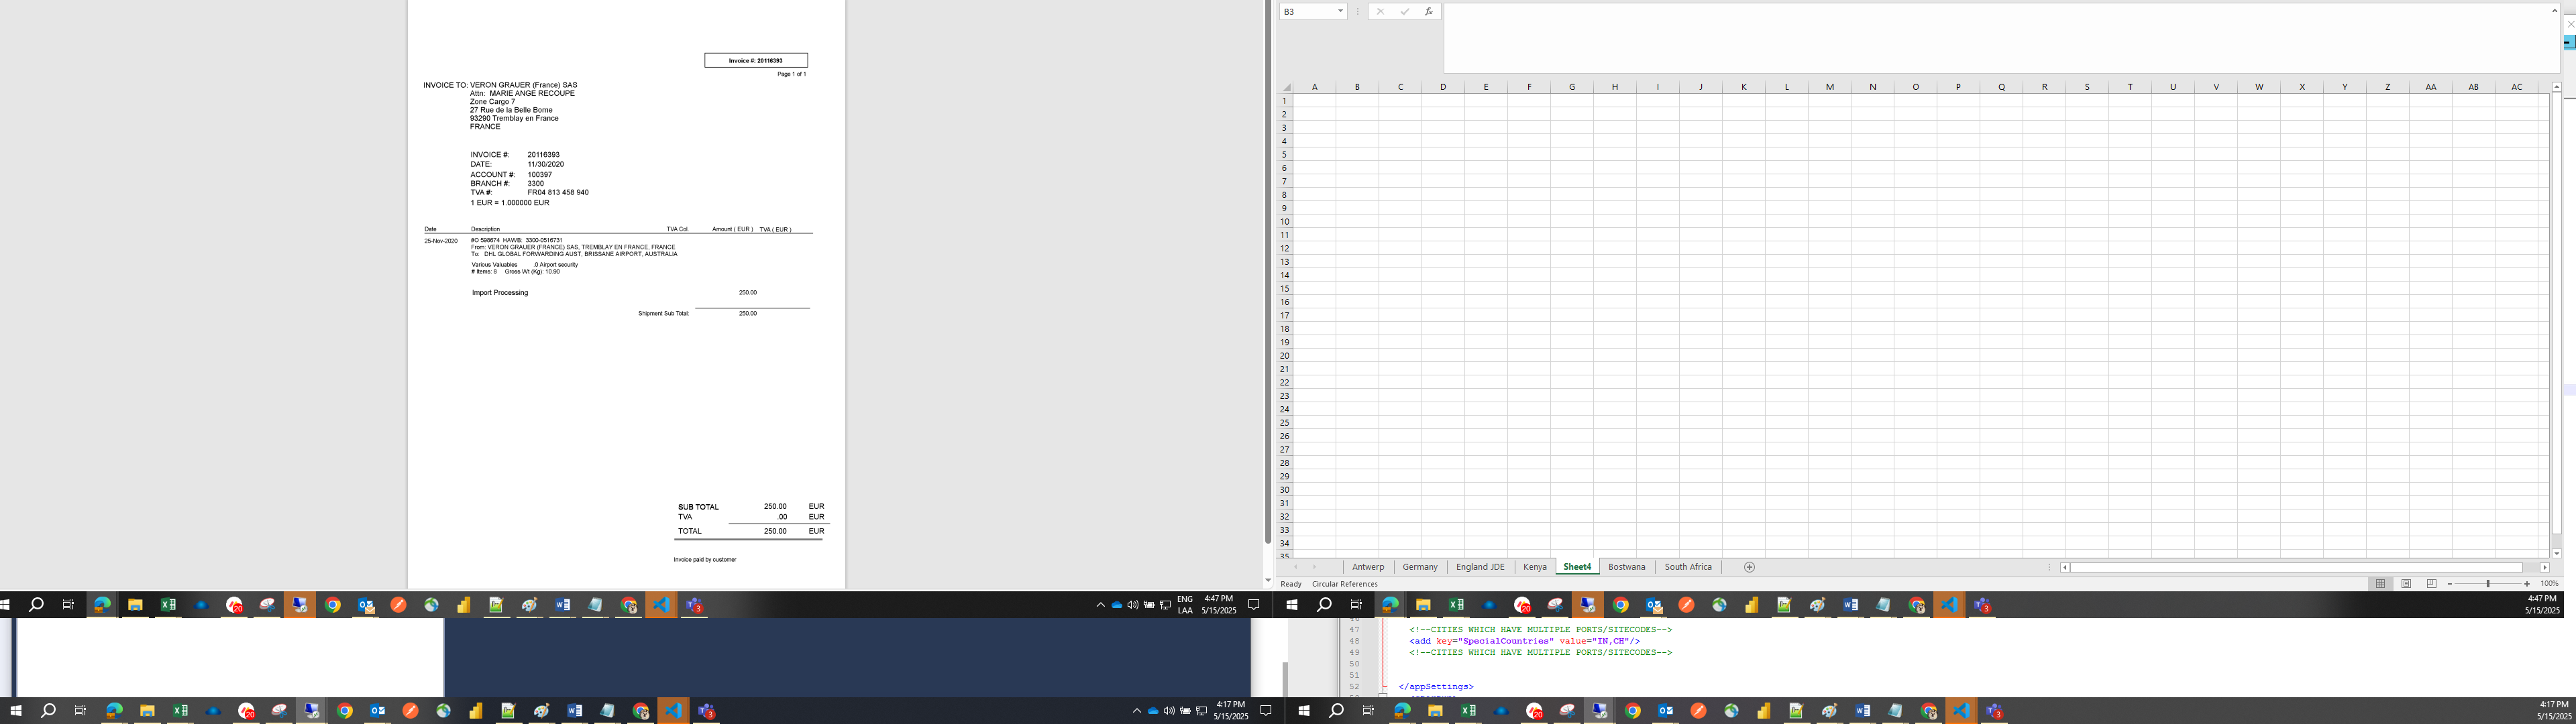 Invoice #: 20116393
Page 1 of 1
INVOICE TO: VERON GRAUER (France) SAS
Attn: MARIE ANGE RECOUPE
Zone Cargo 7
27 Rue de la Belle Borne
93290 Tremblay en France
FRANCE
INVOICE #: 20116393
DATE: 11/30/2020
ACCOUNT #: 100397
BRANCH #: 3300
TVA #: FR04 813 458 940
1 EUR = 1.000000 EUR
Date Description TVA Col. Amount ( EUR ) TVA ( EUR )
25-Nov-2020 #O 598674 HAWB: 3300-0516731
From: VERON GRAUER (FRANCE) SAS, TREMBLAY EN FRANCE, FRANCE
To: DHL GLOBAL FORWARDING AUST, BRISSANE AIRPORT, AUSTRALIA
Various Valuables .0 Airport security
# Items: 8 Gross Wt (Kg): 10.90
Import Processing 250.00
Shipment Sub Total: 250.00
SUB TOTAL 250.00 EUR
TVA .00 EUR
TOTAL 250.00 EUR
Invoice paid by customer
B3
fx
A B C D E F G H I J K L M N O P Q R S T U V W X Y Z AA AB AC
1
2
3
4
5
6
7
8
9
10
11
12
13
14
15
16
17
18
19
20
21
22
23
24
25
26
27
28
29
30
31
32
33
34
35
Antwerp Germany England JDE Kenya Sheet4 Bostwana South Africa
Ready Circular References 100%
ENG 4:47 PM
LAA 5/15/2025
4:47 PM
5/15/2025
47 <!--CITIES WHICH HAVE MULTIPLE PORTS/SITECODES-->
48 <add key="SpecialCountries" value="IN,CH"/>
49 <!--CITIES WHICH HAVE MULTIPLE PORTS/SITECODES-->
50
51
52 </appSettings>
4:17 PM
5/15/2025
4:17 PM
5/15/2025